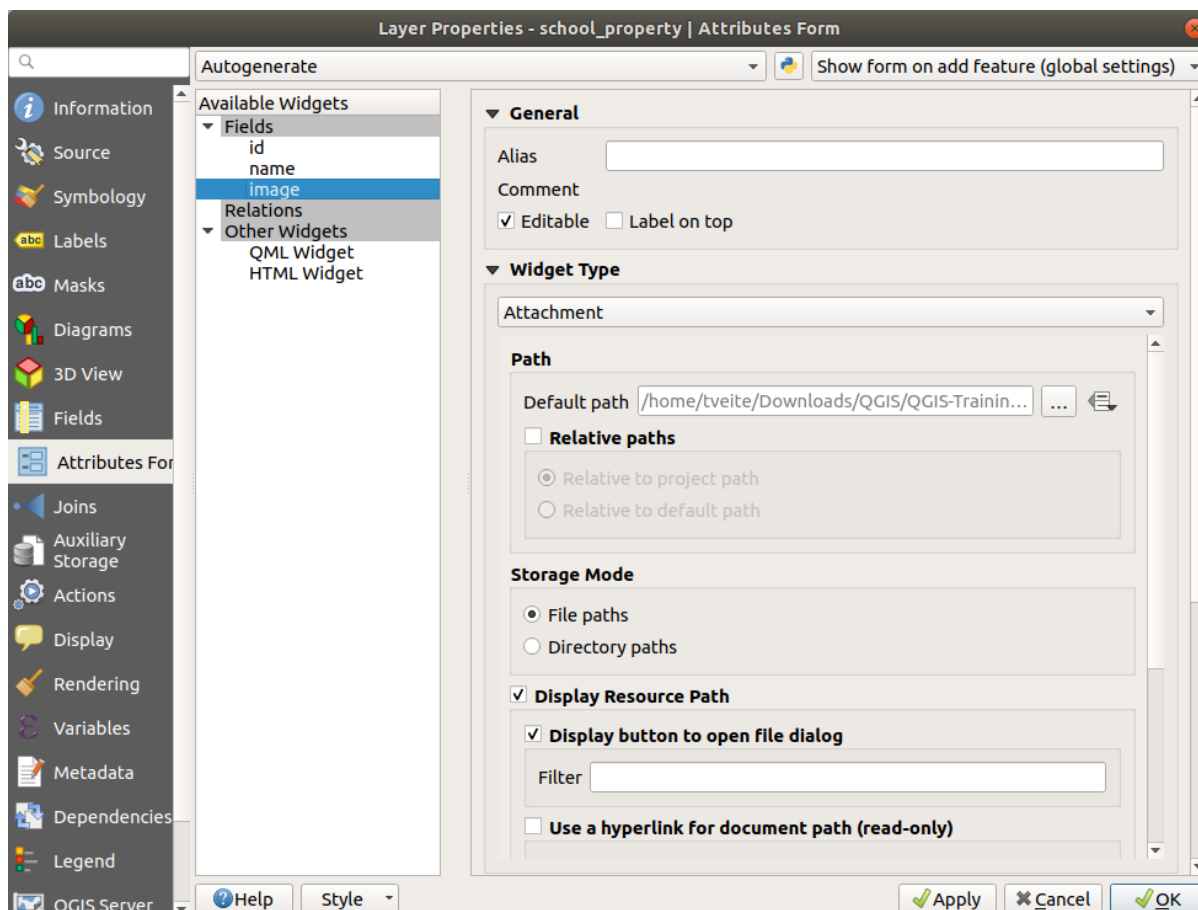 Layer Properties - school_property | Attributes Form
Autogenerate
Show form on add feature (global settings)
Information
Source
Symbology
abc Labels
abc Masks
Diagrams
3D View
Fields
Attributes For
Joins
Auxiliary
Storage
Actions
Display
Rendering
Variables
Metadata
Dependencies
Legend
QGIS Server
Available Widgets
Fields
id
name
image
Relations
Other Widgets
QML Widget
HTML Widget
General
Alias
Comment
Editable Label on top
Widget Type
Attachment
Path
Default path /home/tveite/Downloads/QGIS/QGIS-Trainin... ...
Relative paths
Relative to project path
Relative to default path
Storage Mode
File paths
Directory paths
Display Resource Path
Display button to open file dialog
Filter
Use a hyperlink for document path (read-only)
Help Style Apply Cancel OK